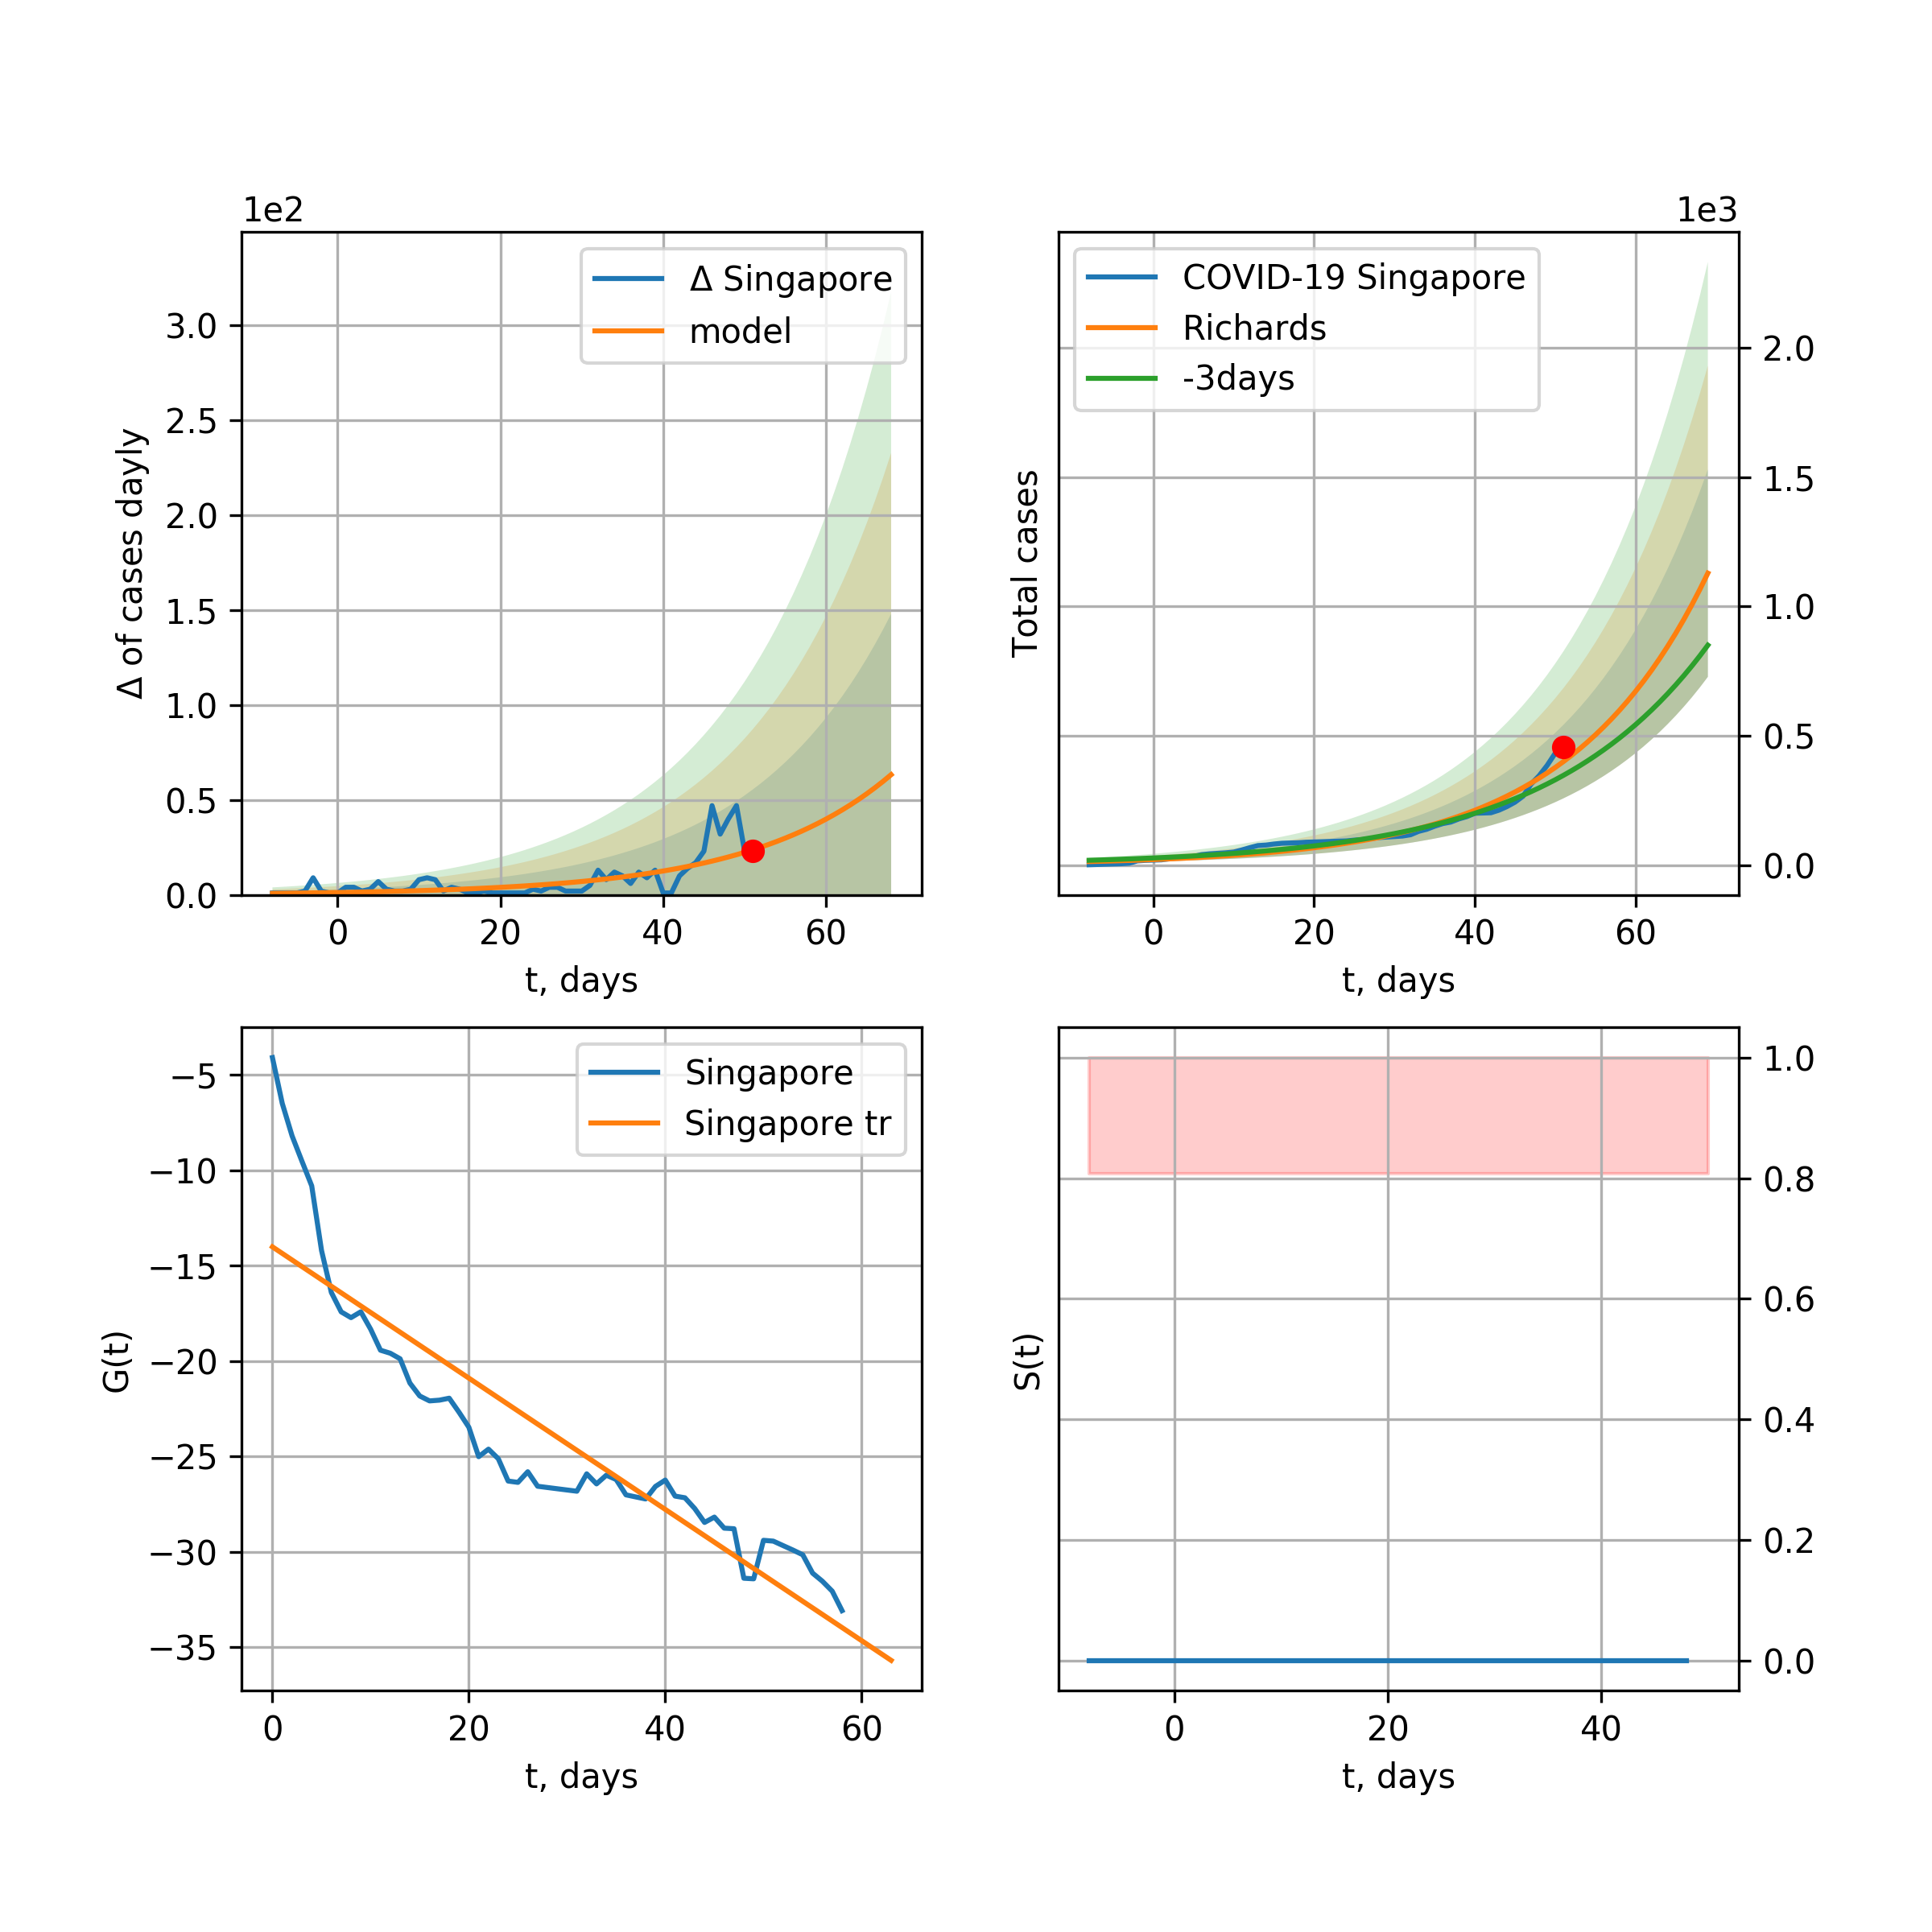 1e2
Δ Singapore
model
3.0
2.5
2.0
1.5
1.0
0.5
0.0
Δ of cases dayly
0 20 40 60
t, days
1e3
COVID-19 Singapore
Richards
-3days
2.0
1.5
1.0
0.5
0.0
Total cases
0 20 40 60
t, days
Singapore
Singapore tr
−5
−10
−15
−20
−25
−30
−35
G(t)
0 20 40 60
t, days
1.0
0.8
0.6
0.4
0.2
0.0
S(t)
0 20 40
t, days